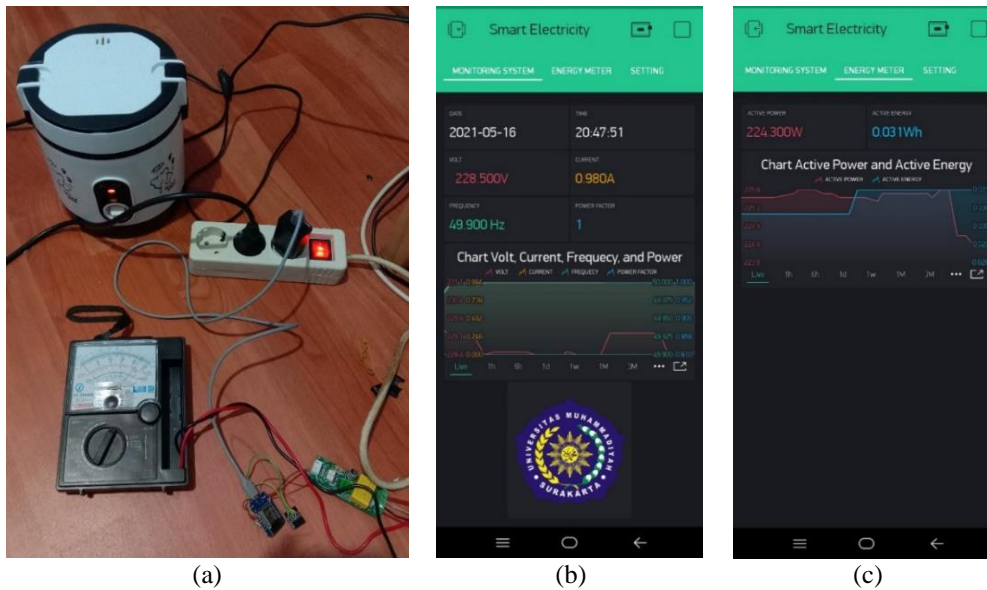 Smart Electricity
MONITORING SYSTEM ENERGY METER SETTING
DATE TIME
2021-05-16 20:47:51
VOLT CURRENT
228.500V 0.980A
FREQUENCY POWER FACTOR
49.900 Hz 1
Chart Volt, Current, Frequecy, and Power
VOLT CURRENT FREQUECY POWER FACTOR
Live 1h 6h 1d 1w 1M 3M
UNIVERSITAS MUHAMMADIYAH
SURAKARTA
Smart Electricity
MONITORING SYSTEM ENERGY METER SETTING
ACTIVE POWER ACTIVE ENERGY
224.300W 0.031Wh
Chart Active Power and Active Energy
ACTIVE POWER ACTIVE ENERGY
Live 1h 6h 1d 1w 1M 3M
(a) (b) (c)